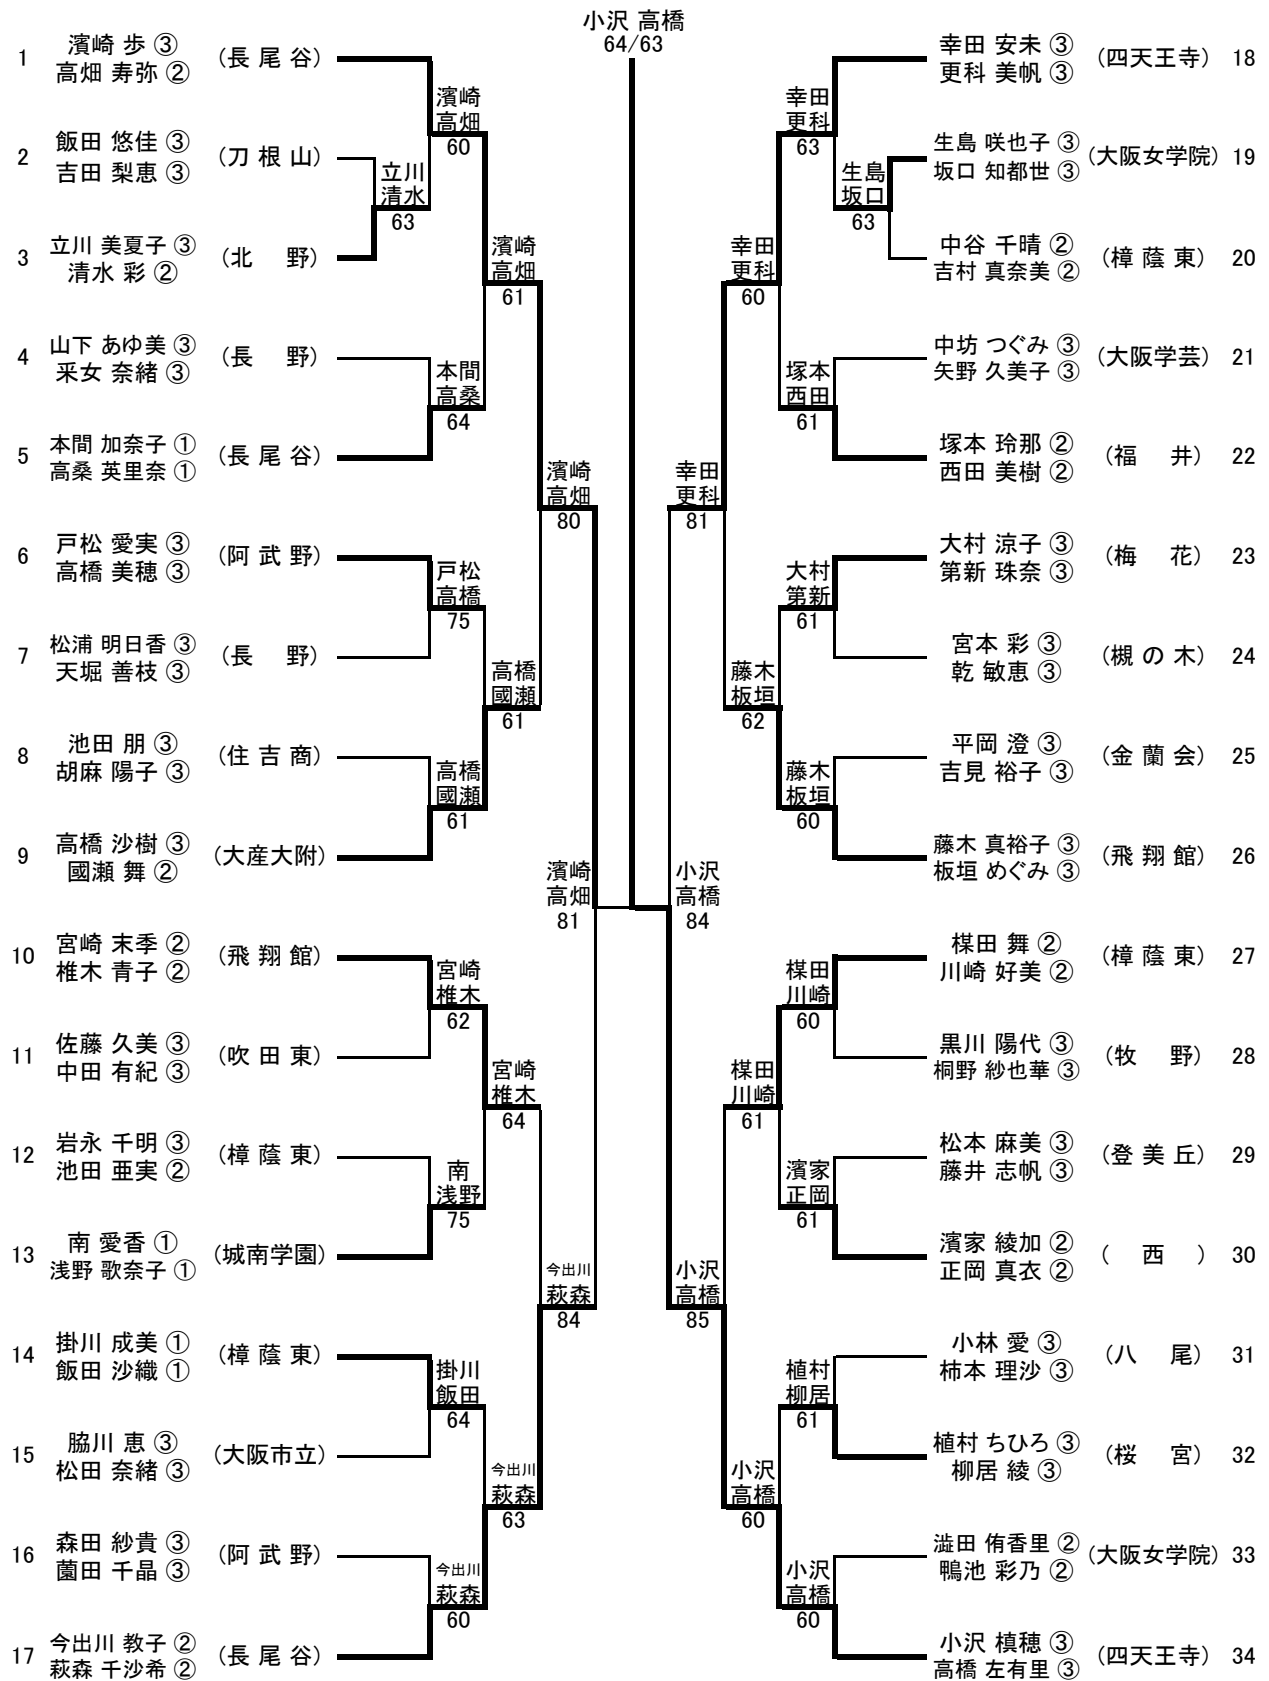 小沢 高橋
64/63
1 濱崎 歩 ③ (長 尾 谷)
高畑 寿弥 ②
2 飯田 悠佳 ③ (刀 根 山)
吉田 梨恵 ③
3 立川 美夏子 ③ (北 野)
清水 彩 ②
4 山下 あゆ美 ③ (長 野)
釆女 奈緒 ③
5 本間 加奈子 ① (長 尾 谷)
高桑 英里奈 ①
6 戸松 愛実 ③ (阿 武 野)
高橋 美穂 ③
7 松浦 明日香 ③ (長 野)
天堀 善枝 ③
8 池田 朋 ③ (住 吉 商)
胡麻 陽子 ③
9 高橋 沙樹 ③ (大産大附)
國瀬 舞 ②
10 宮崎 末季 ② (飛 翔 館)
椎木 青子 ②
11 佐藤 久美 ③ (吹 田 東)
中田 有紀 ③
12 岩永 千明 ③ (樟 蔭 東)
池田 亜実 ②
13 南 愛香 ① (城南学園)
浅野 歌奈子 ①
14 掛川 成美 ① (樟 蔭 東)
飯田 沙織 ①
15 脇川 恵 ③ (大阪市立)
松田 奈緒 ③
16 森田 紗貴 ③ (阿 武 野)
薗田 千晶 ③
17 今出川 教子 ② (長 尾 谷)
萩森 千沙希 ②
濱崎
高畑
60
立川
清水
63
濱崎
高畑
61
本間
高桑
64
濱崎
高畑
80
戸松
高橋
75
高橋
國瀬
61
高橋
國瀬
61
濱崎
高畑
81
宮崎
椎木
62
宮崎
椎木
64
南
浅野
75
今出川
萩森
84
掛川
飯田
64
今出川
萩森
63
今出川
萩森
60
幸田
更科
63
生島
坂口
63
幸田
更科
60
塚本
西田
61
幸田
更科
81
大村
第新
61
藤木
板垣
62
藤木
板垣
60
小沢
高橋
84
楳田
川崎
60
楳田
川崎
61
濱家
正岡
61
小沢
高橋
85
植村
柳居
61
小沢
高橋
60
小沢
高橋
60
幸田 安未 ③ (四天王寺) 18
更科 美帆 ③
生島 咲也子 ③ (大阪女学院) 19
坂口 知都世 ③
中谷 千晴 ② (樟 蔭 東) 20
吉村 真奈美 ②
中坊 つぐみ ③ (大阪学芸) 21
矢野 久美子 ③
塚本 玲那 ② (福 井) 22
西田 美樹 ②
大村 涼子 ③ (梅 花) 23
第新 珠奈 ③
宮本 彩 ③ (槻 の 木) 24
乾 敏恵 ③
平岡 澄 ③ (金 蘭 会) 25
吉見 裕子 ③
藤木 真裕子 ③ (飛 翔 館) 26
板垣 めぐみ ③
楳田 舞 ② (樟 蔭 東) 27
川崎 好美 ②
黒川 陽代 ③ (牧 野) 28
桐野 紗也華 ③
松本 麻美 ③ (登 美 丘) 29
藤井 志帆 ③
濱家 綾加 ② ( 西 ) 30
正岡 真衣 ②
小林 愛 ③ (八 尾) 31
柿本 理沙 ③
植村 ちひろ ③ (桜 宮) 32
柳居 綾 ③
澁田 侑香里 ② (大阪女学院) 33
鴨池 彩乃 ②
小沢 槙穂 ③ (四天王寺) 34
高橋 左有里 ③